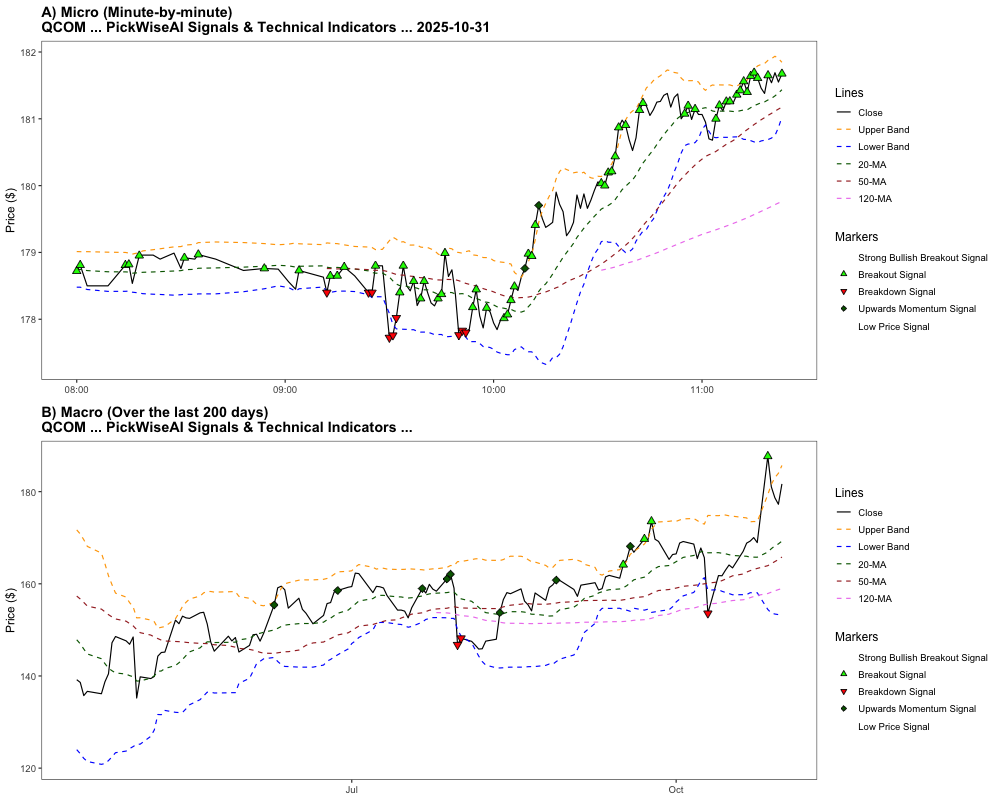 A) Micro (Minute-by-minute)
QCOM ... PickWiseAI Signals & Technical Indicators ... 2025-10-31
182
181
180
179
178
Price ($)
08:00
09:00
10:00
11:00
Lines
Close
Upper Band
Lower Band
20-MA
50-MA
120-MA
Markers
Strong Bullish Breakout Signal
Breakout Signal
Breakdown Signal
Upwards Momentum Signal
Low Price Signal
B) Macro (Over the last 200 days)
QCOM ... PickWiseAI Signals & Technical Indicators ...
180
160
140
120
Price ($)
Jul
Oct
Lines
Close
Upper Band
Lower Band
20-MA
50-MA
120-MA
Markers
Strong Bullish Breakout Signal
Breakout Signal
Breakdown Signal
Upwards Momentum Signal
Low Price Signal